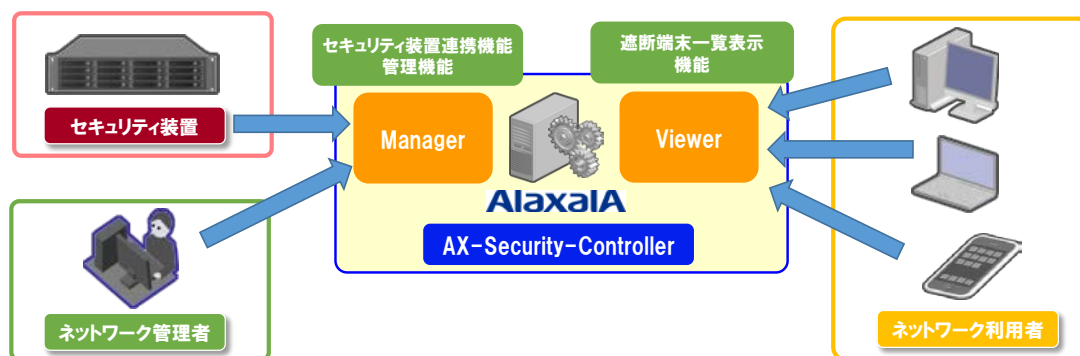 セキュリティ装置連携機能
管理機能
遮断端末一覧表示
機能
セキュリティ装置
Manager
Viewer
AlaxalA
AX-Security-Controller
ネットワーク管理者
ネットワーク利用者